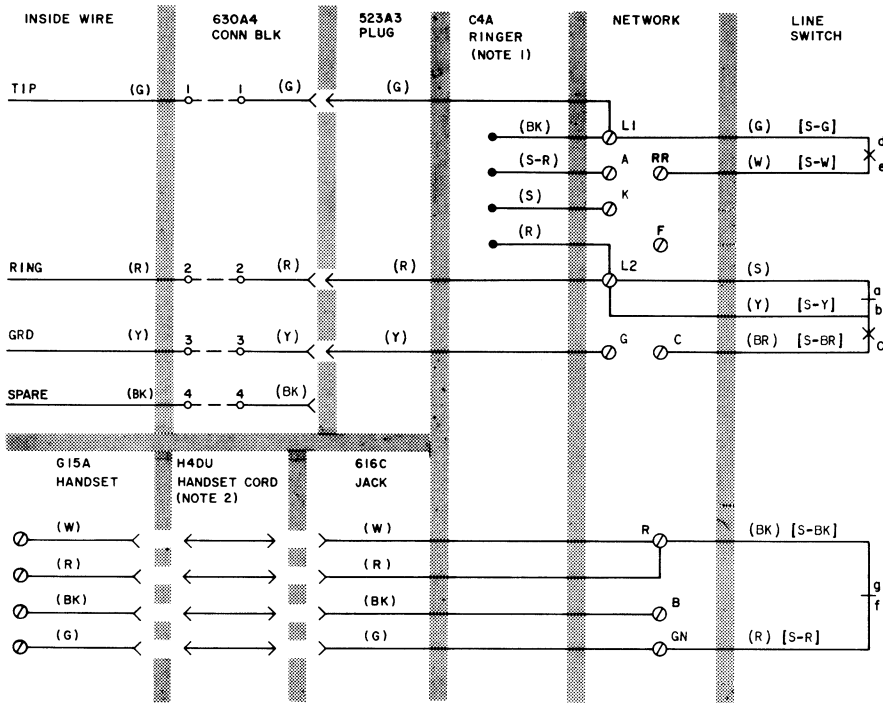 INSIDE WIRE
630A4
CONN BLK
523A3
PLUG
C4A
RINGER
(NOTE 1)
NETWORK
LINE
SWITCH
TIP (G) 1 1 (G) (G)
(BK) L1 (G) [S-G] d
(S-R) A RR (W) [S-W] e
(S) K
(R) F
RING (R) 2 2 (R) (R) L2 (S)
a
(Y) [S-Y] b
GRD (Y) 3 3 (Y) (Y) G C (BR) [S-BR] c
SPARE (BK) 4 4 (BK)
G15A
HANDSET
H4DU
HANDSET CORD
(NOTE 2)
616C
JACK
(W) (W) R (BK) [S-BK]
(R) (R)
g
f
(BK) (BK) B
(G) (G) GN (R) [S-R]